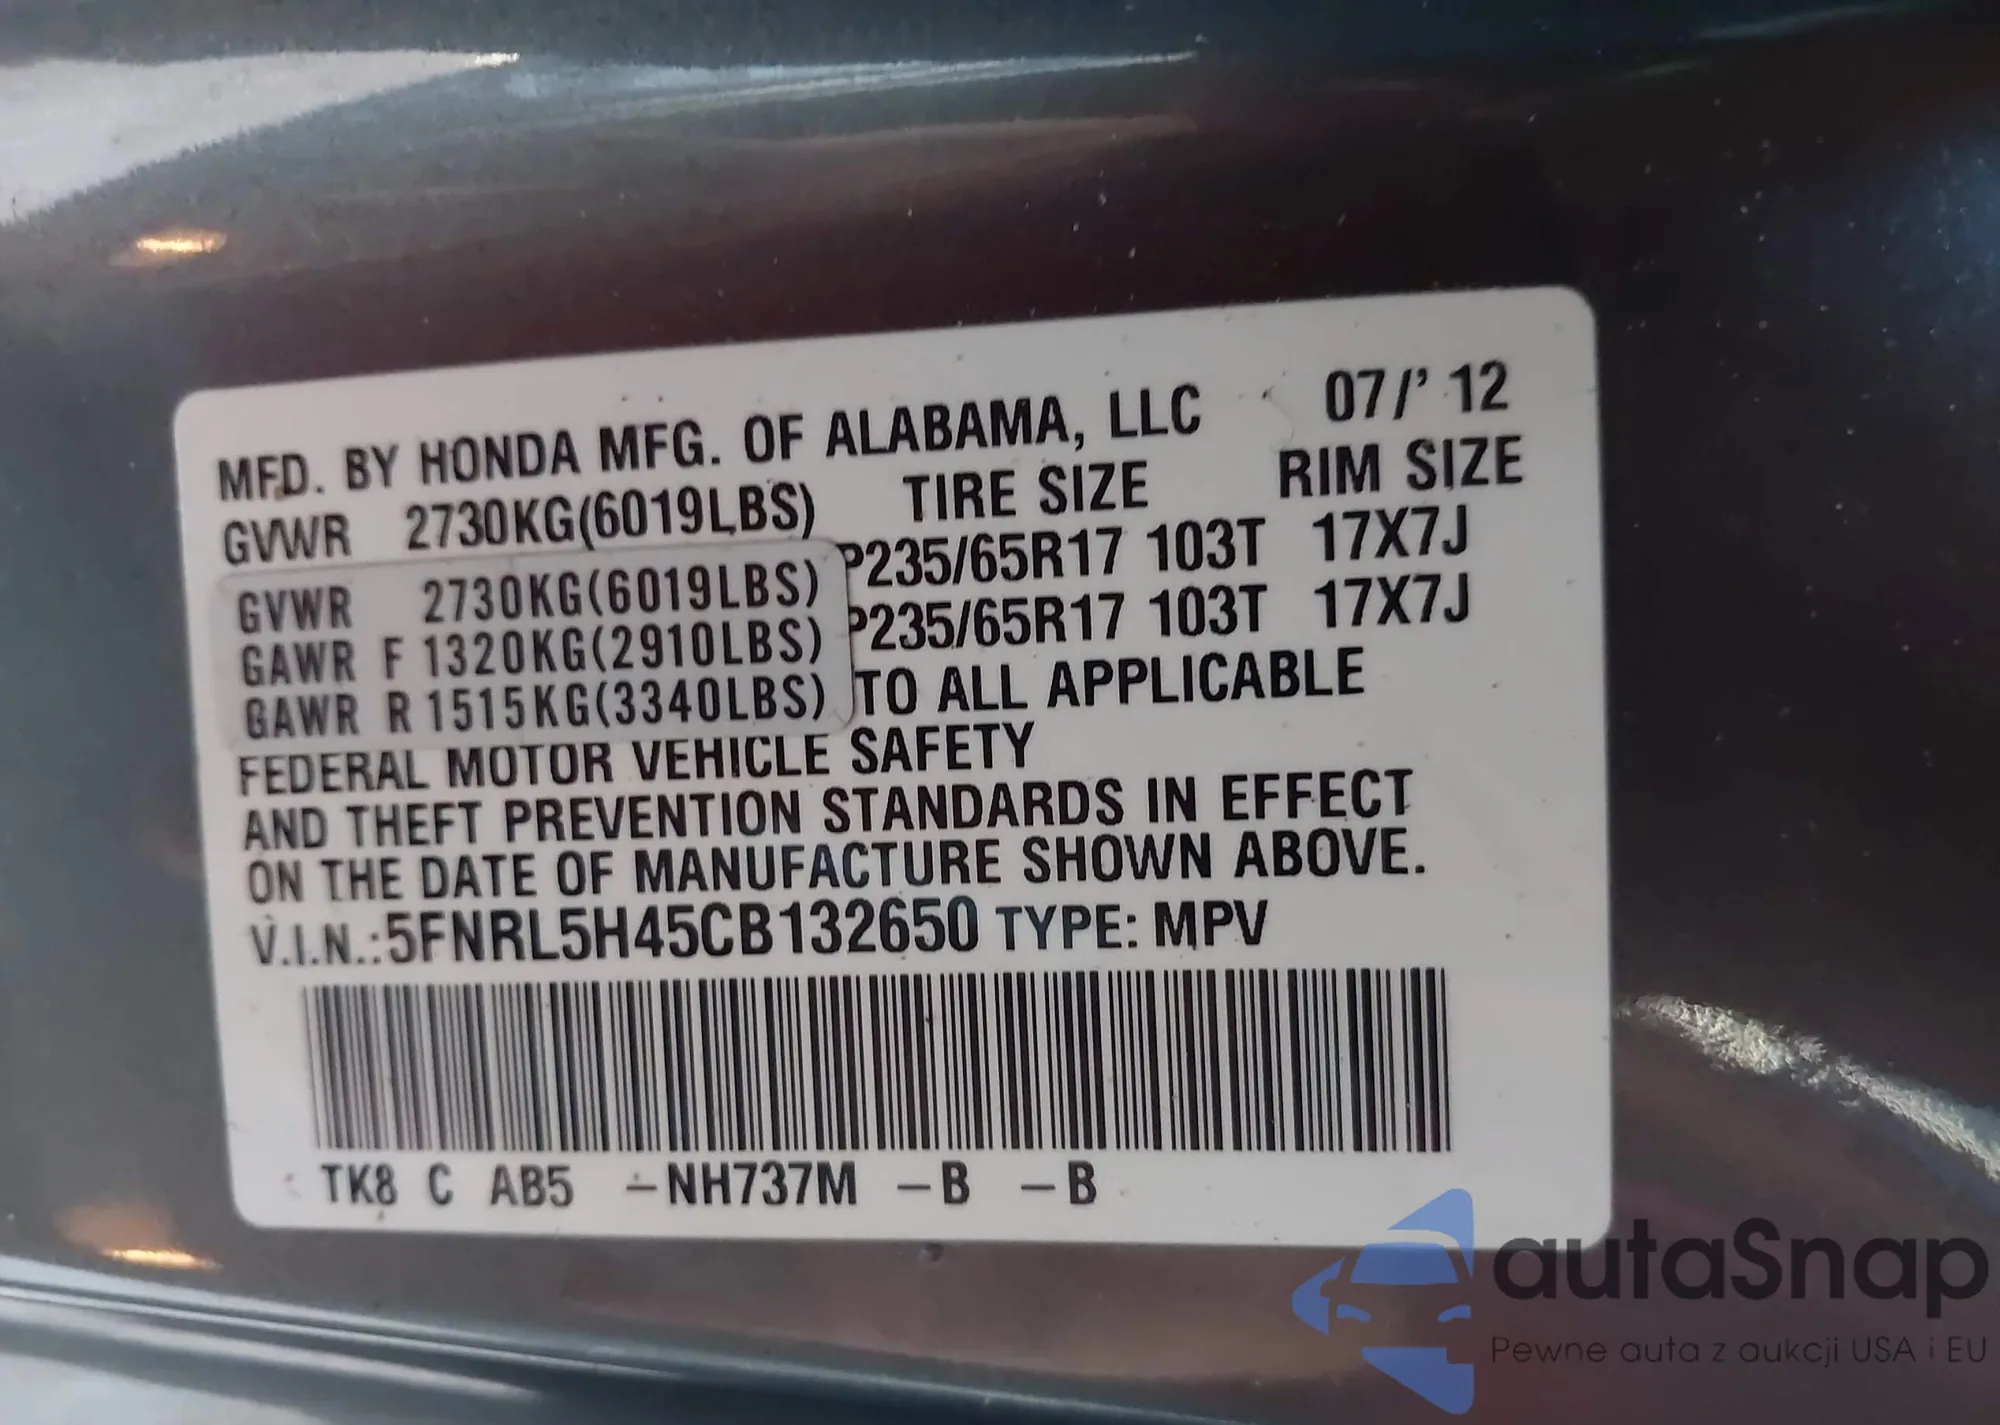 MFD. BY HONDA MFG. OF ALABAMA, LLC 07/' 12
GVWR 2730KG(6019LBS) TIRE SIZE RIM SIZE
GVWR 2730KG(6019LBS) P235/65R17 103T 17X7J
GAWR F 1320KG(2910LBS) P235/65R17 103T 17X7J
GAWR R 1515KG(3340LBS) TO ALL APPLICABLE
FEDERAL MOTOR VEHICLE SAFETY
AND THEFT PREVENTION STANDARDS IN EFFECT
ON THE DATE OF MANUFACTURE SHOWN ABOVE.
V.I.N.:5FNRL5H45CB132650 TYPE: MPV
TK8 C AB5 –NH737M –B –B
autaSnap
Pewne auta z aukcji USA i EU